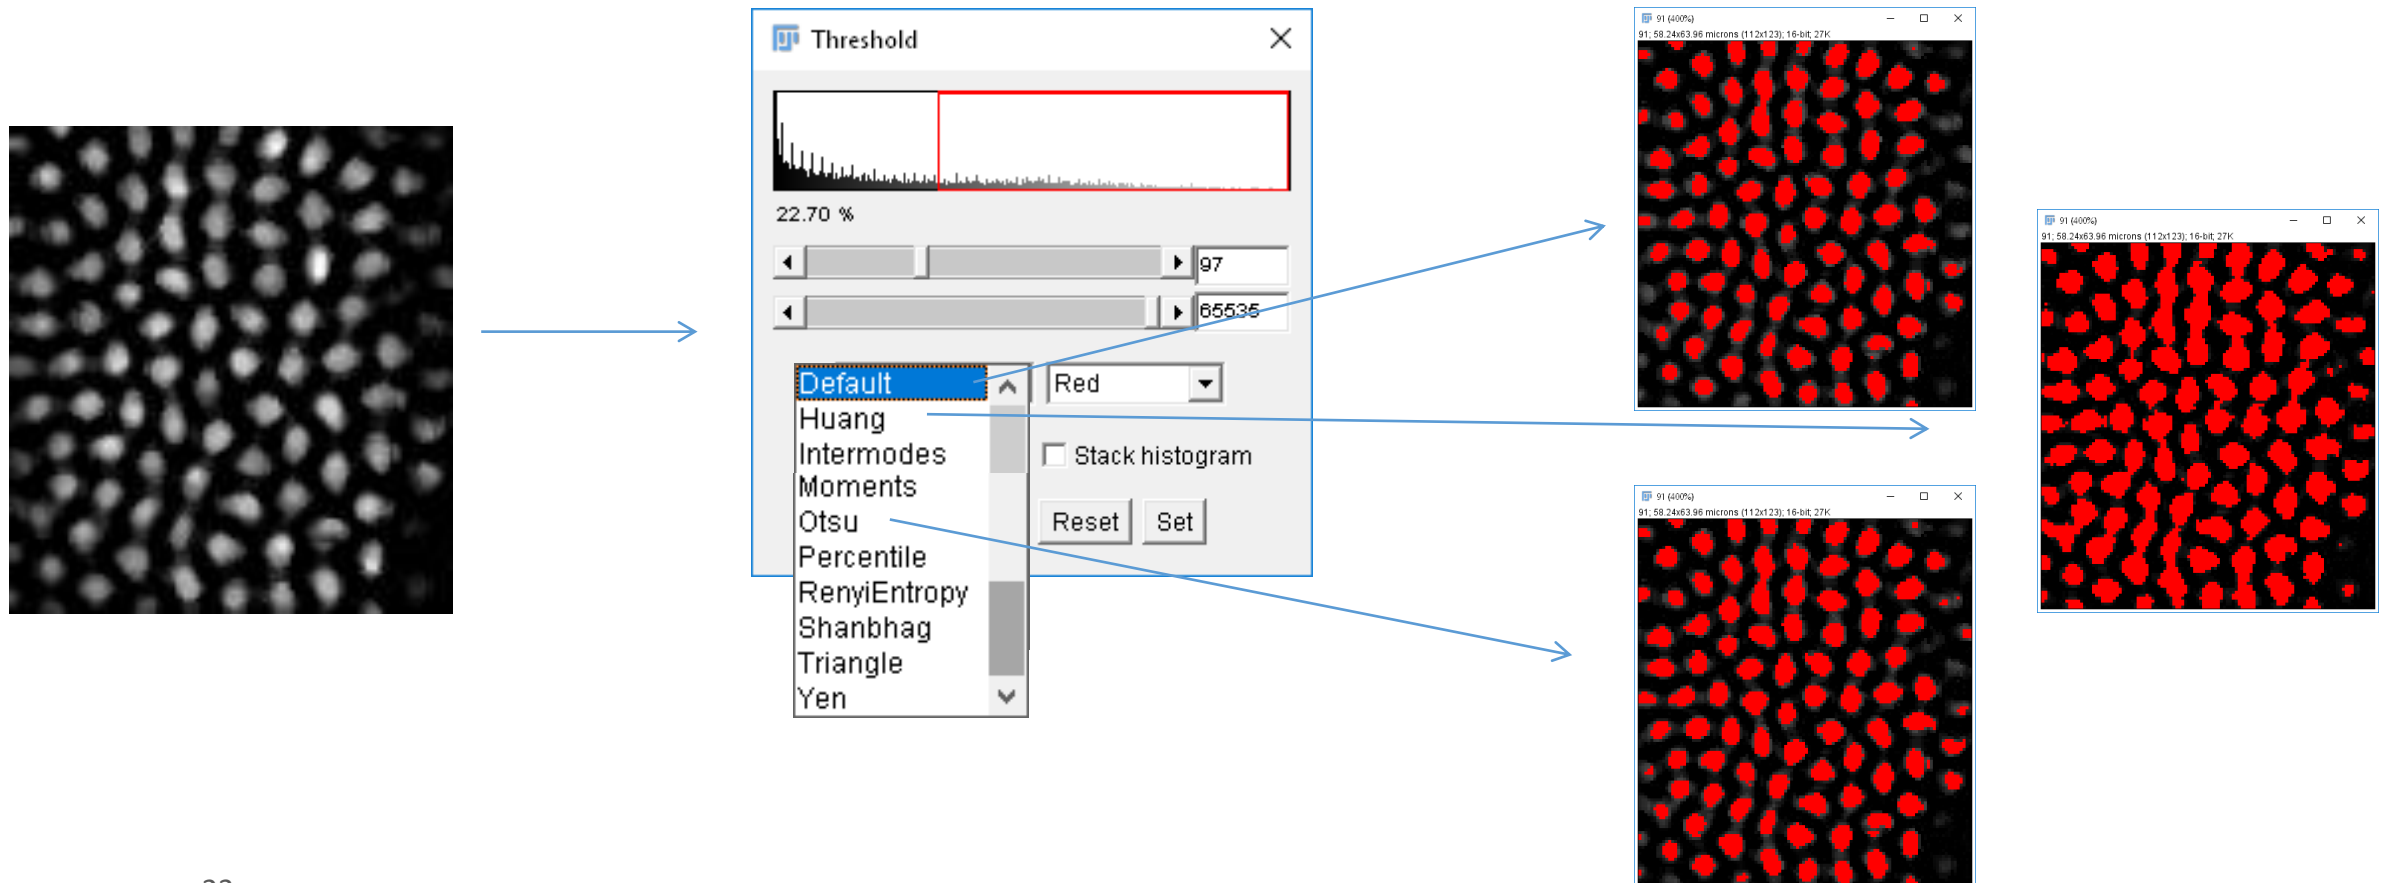 Threshold
22.70 %
97
65535
Default
Huang
Intermodes
Moments
Otsu
Percentile
RenyiEntropy
Shanbhag
Triangle
Yen
Red
Stack histogram
Reset
Set
91 (400%)
91; 58.24x63.96 microns (112x123); 16-bit; 27K
91 (400%)
91; 58.24x63.96 microns (112x123); 16-bit; 27K
91 (400%)
91; 58.24x63.96 microns (112x123); 16-bit; 27K